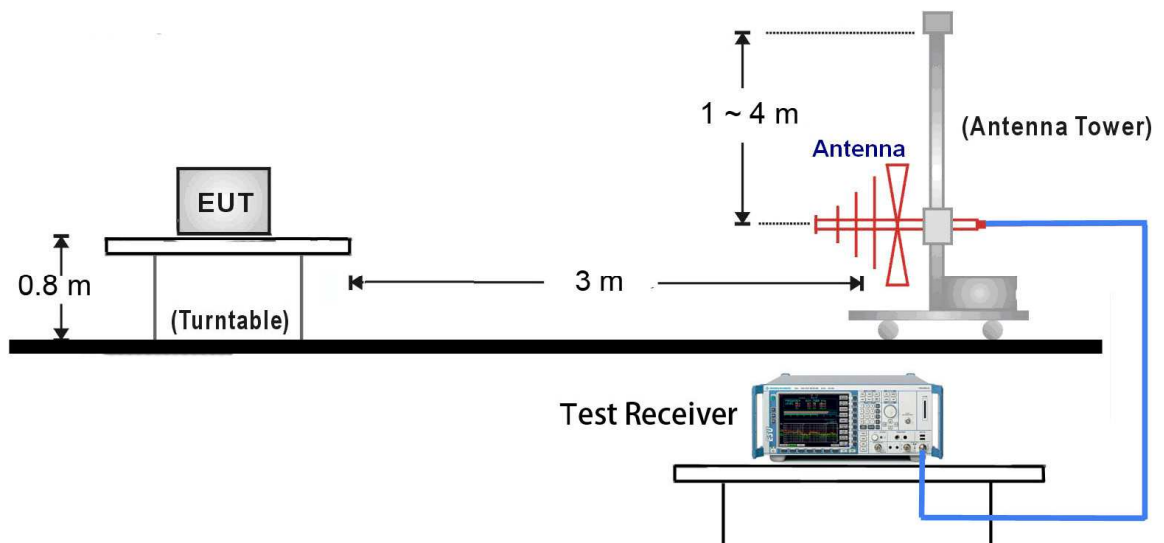 1 ~ 4 m
(Antenna Tower)
Antenna
EUT
0.8 m
3 m
(Turntable)
Test Receiver